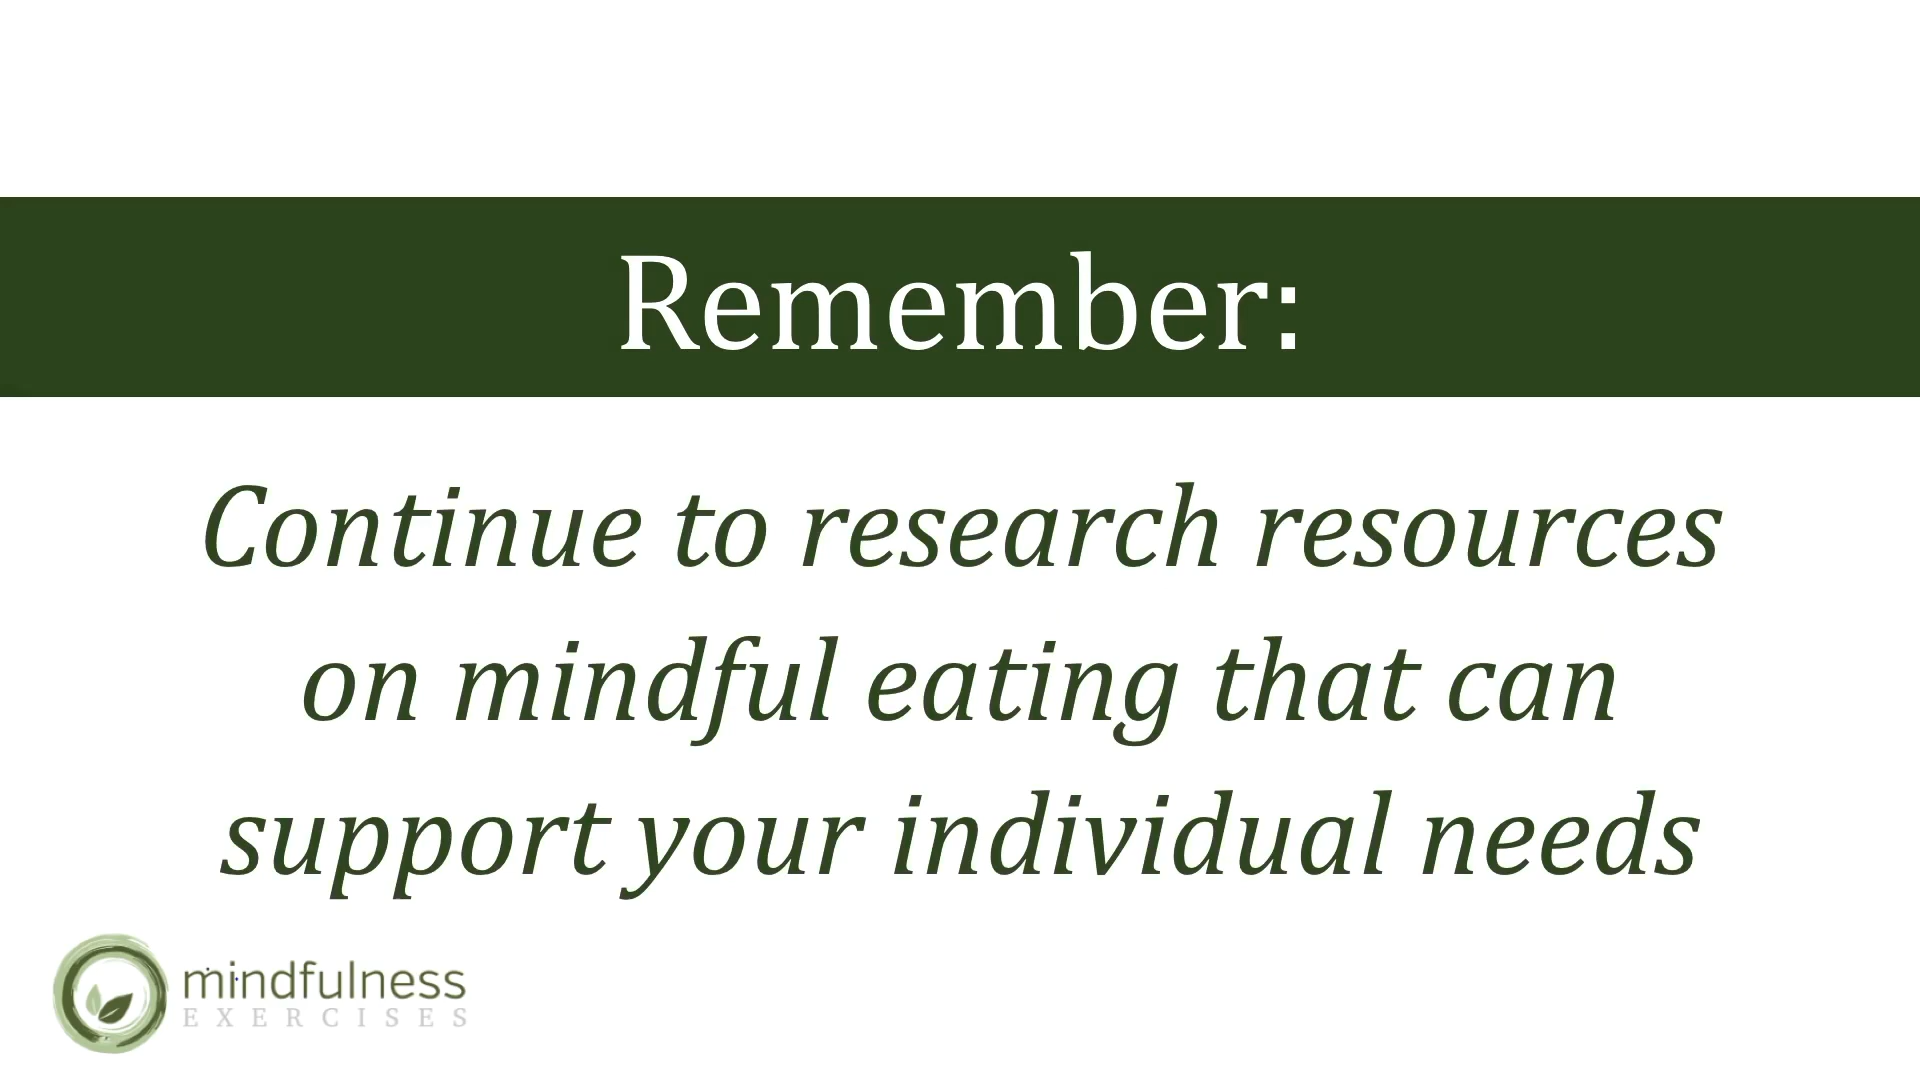 Remember:
Continue to research resources
on mindful eating that can
support your individual needs
mindfulness
EXERCISES